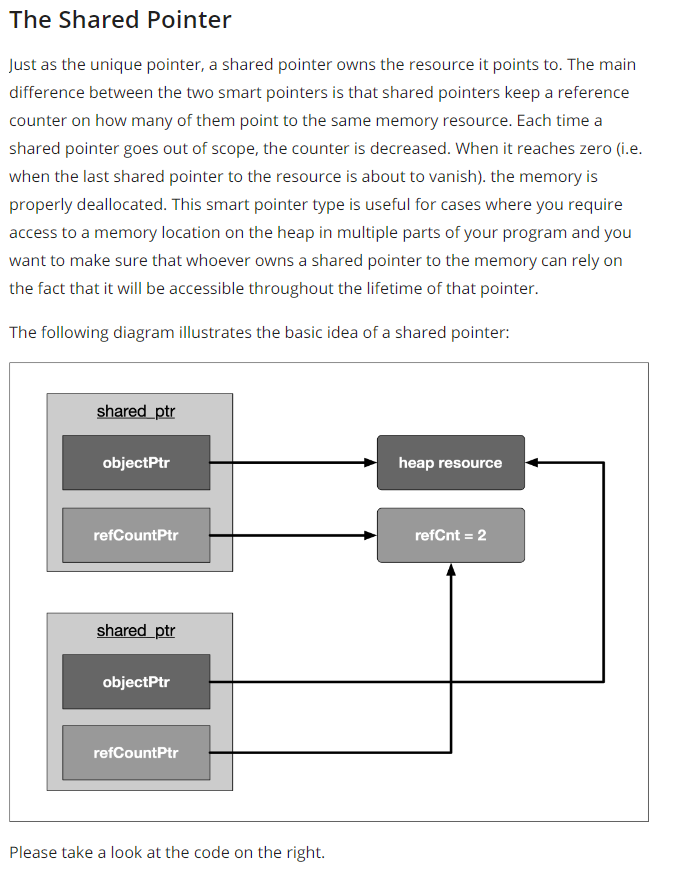 The Shared Pointer
Just as the unique pointer, a shared pointer owns the resource it points to. The main
difference between the two smart pointers is that shared pointers keep a reference
counter on how many of them point to the same memory resource. Each time a
shared pointer goes out of scope, the counter is decreased. When it reaches zero (i.e.
when the last shared pointer to the resource is about to vanish). the memory is
properly deallocated. This smart pointer type is useful for cases where you require
access to a memory location on the heap in multiple parts of your program and you
want to make sure that whoever owns a shared pointer to the memory can rely on
the fact that it will be accessible throughout the lifetime of that pointer.
The following diagram illustrates the basic idea of a shared pointer:
shared_ptr
objectPtr
heap resource
refCountPtr
refCnt = 2
shared_ptr
objectPtr
refCountPtr
Please take a look at the code on the right.